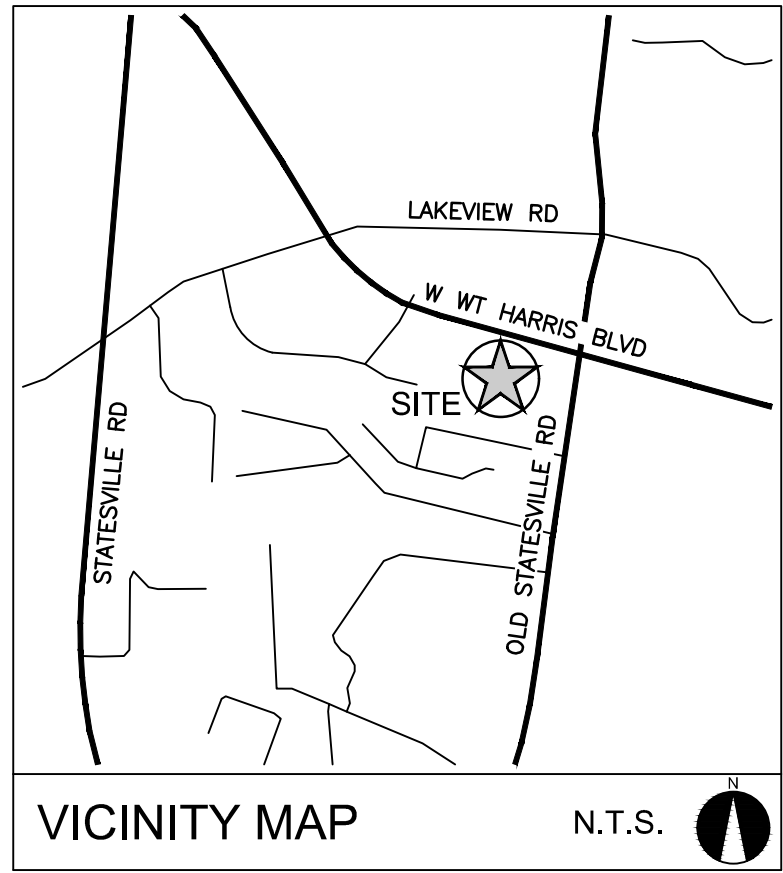 LAKEVIEW RD
W WT HARRIS BLVD
SITE
STATESVILLE RD
OLD STATESVILLE RD
VICINITY MAP
N.T.S.
N